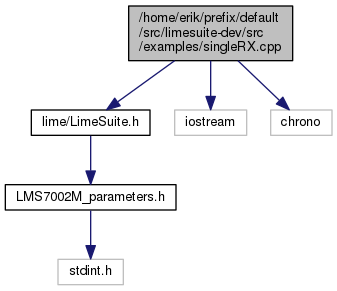 /home/erik/prefix/default
/src/limesuite-dev/src
/examples/singleRX.cpp
lime/LimeSuite.h
iostream
chrono
LMS7002M_parameters.h
stdint.h